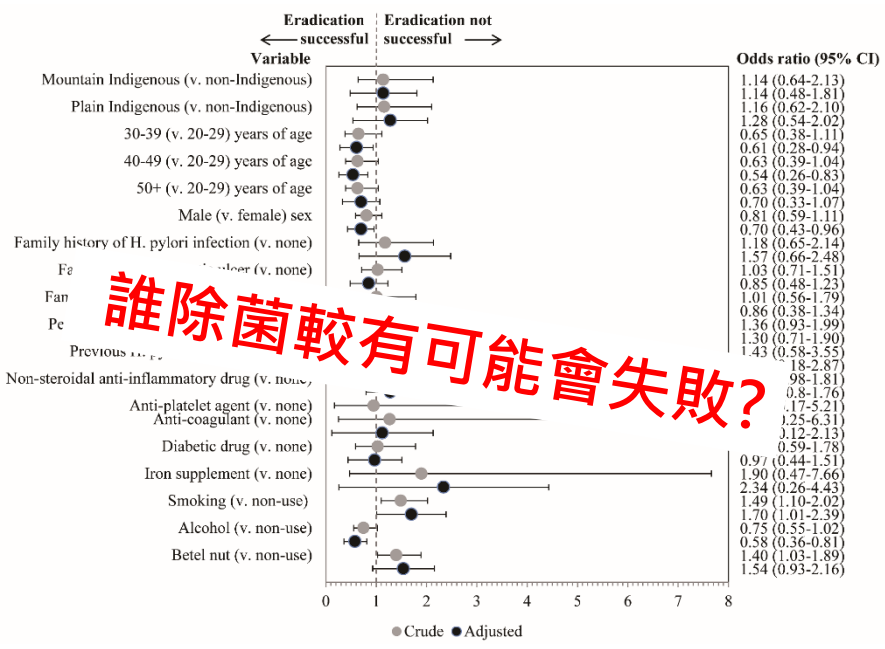 Eradication successful
Eradication not successful
Variable
Odds ratio (95% CI)
Mountain Indigenous (v. non-Indigenous)
1.14 (0.64-2.13)
1.14 (0.48-1.81)
Plain Indigenous (v. non-Indigenous)
1.16 (0.62-2.10)
1.28 (0.54-2.02)
30-39 (v. 20-29) years of age
0.65 (0.38-1.11)
0.61 (0.28-0.94)
40-49 (v. 20-29) years of age
0.63 (0.39-1.04)
0.54 (0.26-0.83)
50+ (v. 20-29) years of age
0.63 (0.39-1.04)
0.70 (0.33-1.07)
Male (v. female) sex
0.81 (0.59-1.11)
0.70 (0.43-0.96)
Family history of H. pylori infection (v. none)
1.18 (0.65-2.14)
1.57 (0.66-2.48)
(v. none)
1.03 (0.71-1.51)
0.85 (0.48-1.23)
1.01 (0.56-1.79)
0.86 (0.38-1.34)
1.36 (0.93-1.99)
1.30 (0.71-1.90)
誰除菌較有可能會失敗?
Previous
1.43 (0.58-3.55)
Non-steroidal anti-inflammatory drug (v. none)
Anti-platelet agent (v. none)
Anti-coagulant (v. none)
Diabetic drug (v. none)
0.97 (0.44-1.51)
Iron supplement (v. none)
1.90 (0.47-7.66)
2.34 (0.26-4.43)
Smoking (v. non-use)
1.49 (1.10-2.02)
1.70 (1.01-2.39)
Alcohol (v. non-use)
0.75 (0.55-1.02)
0.58 (0.36-0.81)
Betel nut (v. non-use)
1.40 (1.03-1.89)
1.54 (0.93-2.16)
0 1 2 3 4 5 6 7 8
Crude Adjusted